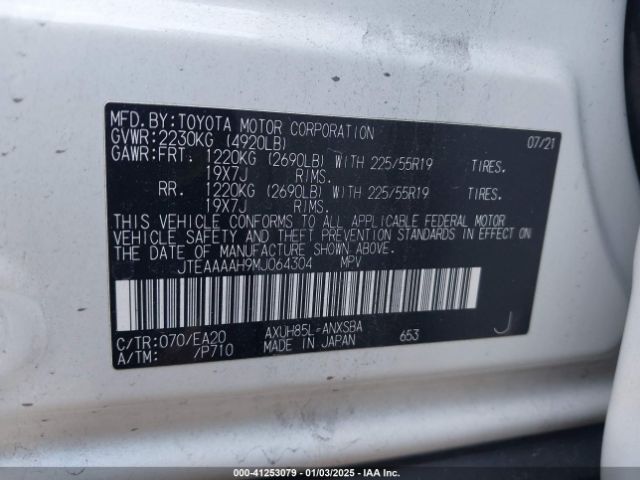 MFD.BY:TOYOTA MOTOR CORPORATION 07/21
GVWR:2230KG (4920LB)
GAWR:FRT. 1220KG (2690LB) WITH 225/55R19 TIRES.
19X7J RIMS.
RR. 1220KG (2690LB) WITH 225/55R19 TIRES.
19X7J RIMS.
THIS VEHICLE CONFORMS TO ALL APPLICABLE FEDERAL MOTOR
VEHICLE SAFETY AND THEFT PREVENTION STANDARDS IN EFFECT ON
THE DATE OF MANUFACTURE SHOWN ABOVE.
JTEAAAAH9MJ064304 MPV
C/TR:070/EA20 AXUH85L-ANXSBA 653 J
A/TM: /P710 MADE IN JAPAN
000-41253079 - 01/03/2025 - IAAI.COM